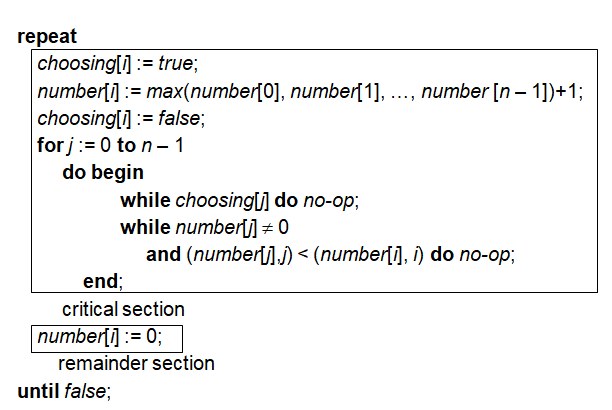 repeat
choosing[i] := true;
number[i] := max(number[0], number[1], …, number [n – 1])+1;
choosing[i] := false;
for j := 0 to n – 1
do begin
while choosing[j] do no-op;
while number[j] ≠ 0
and (number[j],j) < (number[i], i) do no-op;
end;
critical section
number[i] := 0;
remainder section
until false;